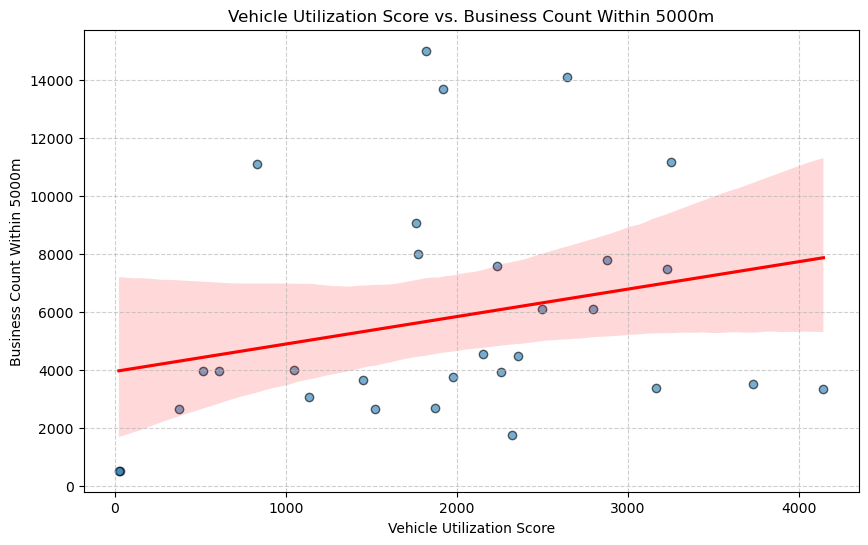 Vehicle Utilization Score vs. Business Count Within 5000m
Business Count Within 5000m
14000
12000
10000
8000
6000
4000
2000
0
0 1000 2000 3000 4000
Vehicle Utilization Score